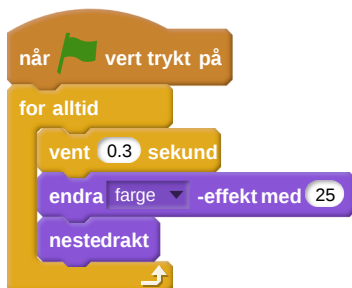 når vert trykt på
for alltid
vent 0.3 sekund
endra farge -effekt med 25
nestedrakt